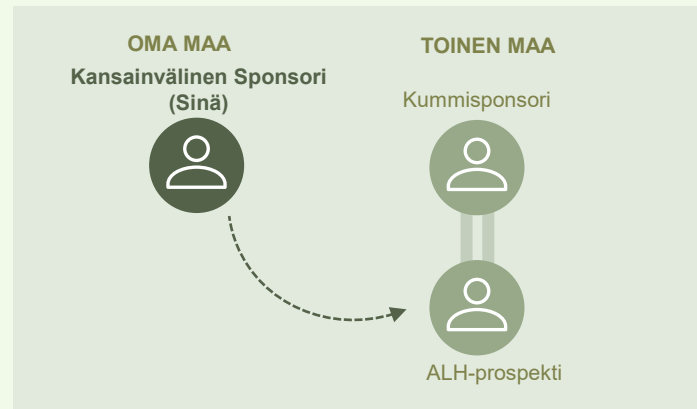 OMA MAA
Kansainvälinen Sponsori
(Sinä)
TOINEN MAA
Kummisponsori
ALH-prospekti